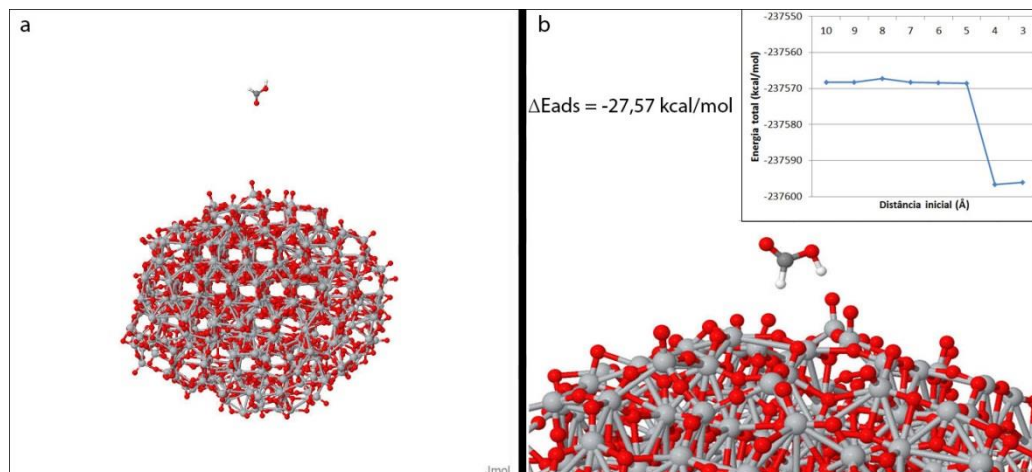 a
Jmol
b
ΔEads = -27,57 kcal/mol
-237550
10 9 8 7 6 5 4 3
-237560
-237570
-237580
-237590
-237600
Energia total (kcal/mol)
Distância inicial (Å)